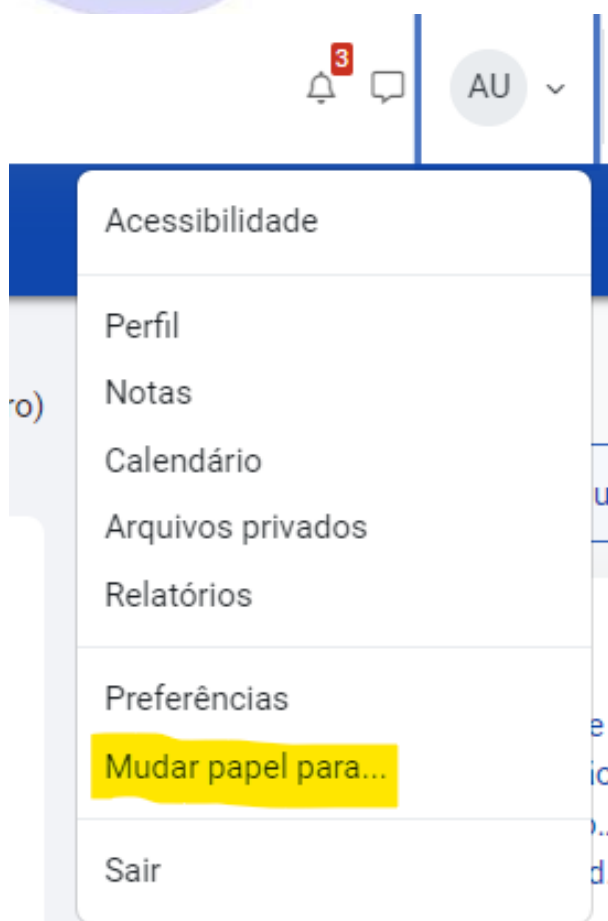 3
AU
Acessibilidade
Perfil
Notas
Calendário
Arquivos privados
Relatórios
Preferências
Mudar papel para...
Sair